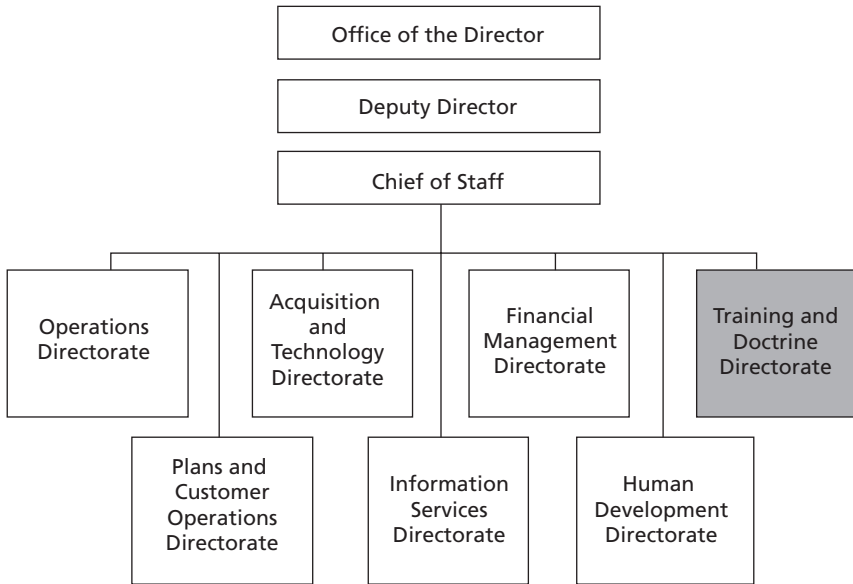 Office of the Director
Deputy Director
Chief of Staff
Operations
Directorate
Acquisition
and
Technology
Directorate
Financial
Management
Directorate
Training and
Doctrine
Directorate
Plans and
Customer
Operations
Directorate
Information
Services
Directorate
Human
Development
Directorate